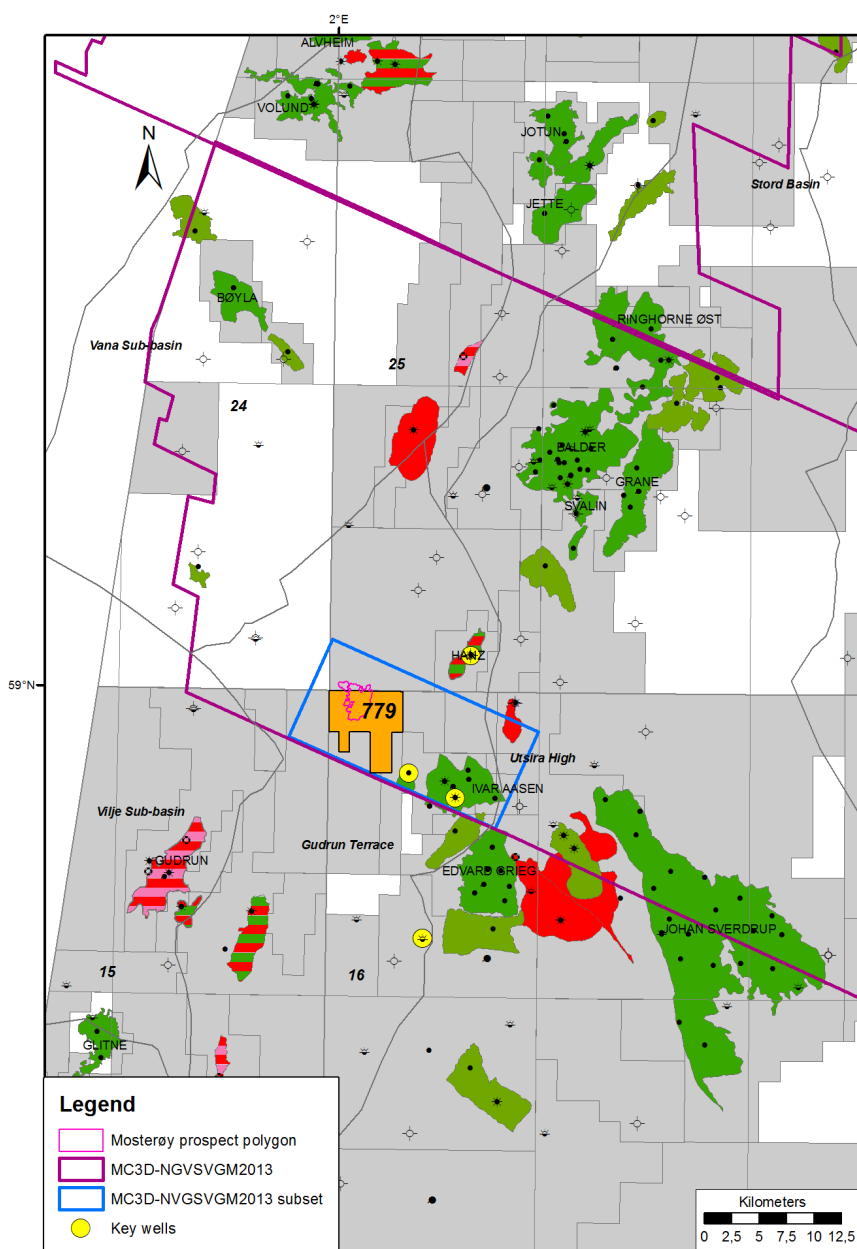 2°E
ALVHEIM
VOLUND
JOTUN
N
Stord Basin
JETTE
BØYLA
RINGHORNE ØST
Vana Sub-basin
25
24
BALDER
GRANE
SVALIN
HANZ
59°N
779
Utsira High
IVAR AASEN
Vilje Sub-basin
Gudrun Terrace
GUDRUN
EDVARD GRIEG
JOHAN SVERDRUP
15
16
GLITNE
Legend
Mosterøy prospect polygon
MC3D-NGVSVGM2013
MC3D-NVGSVGM2013 subset
Key wells
Kilometers
0 2,5 5 7,5 10 12,5